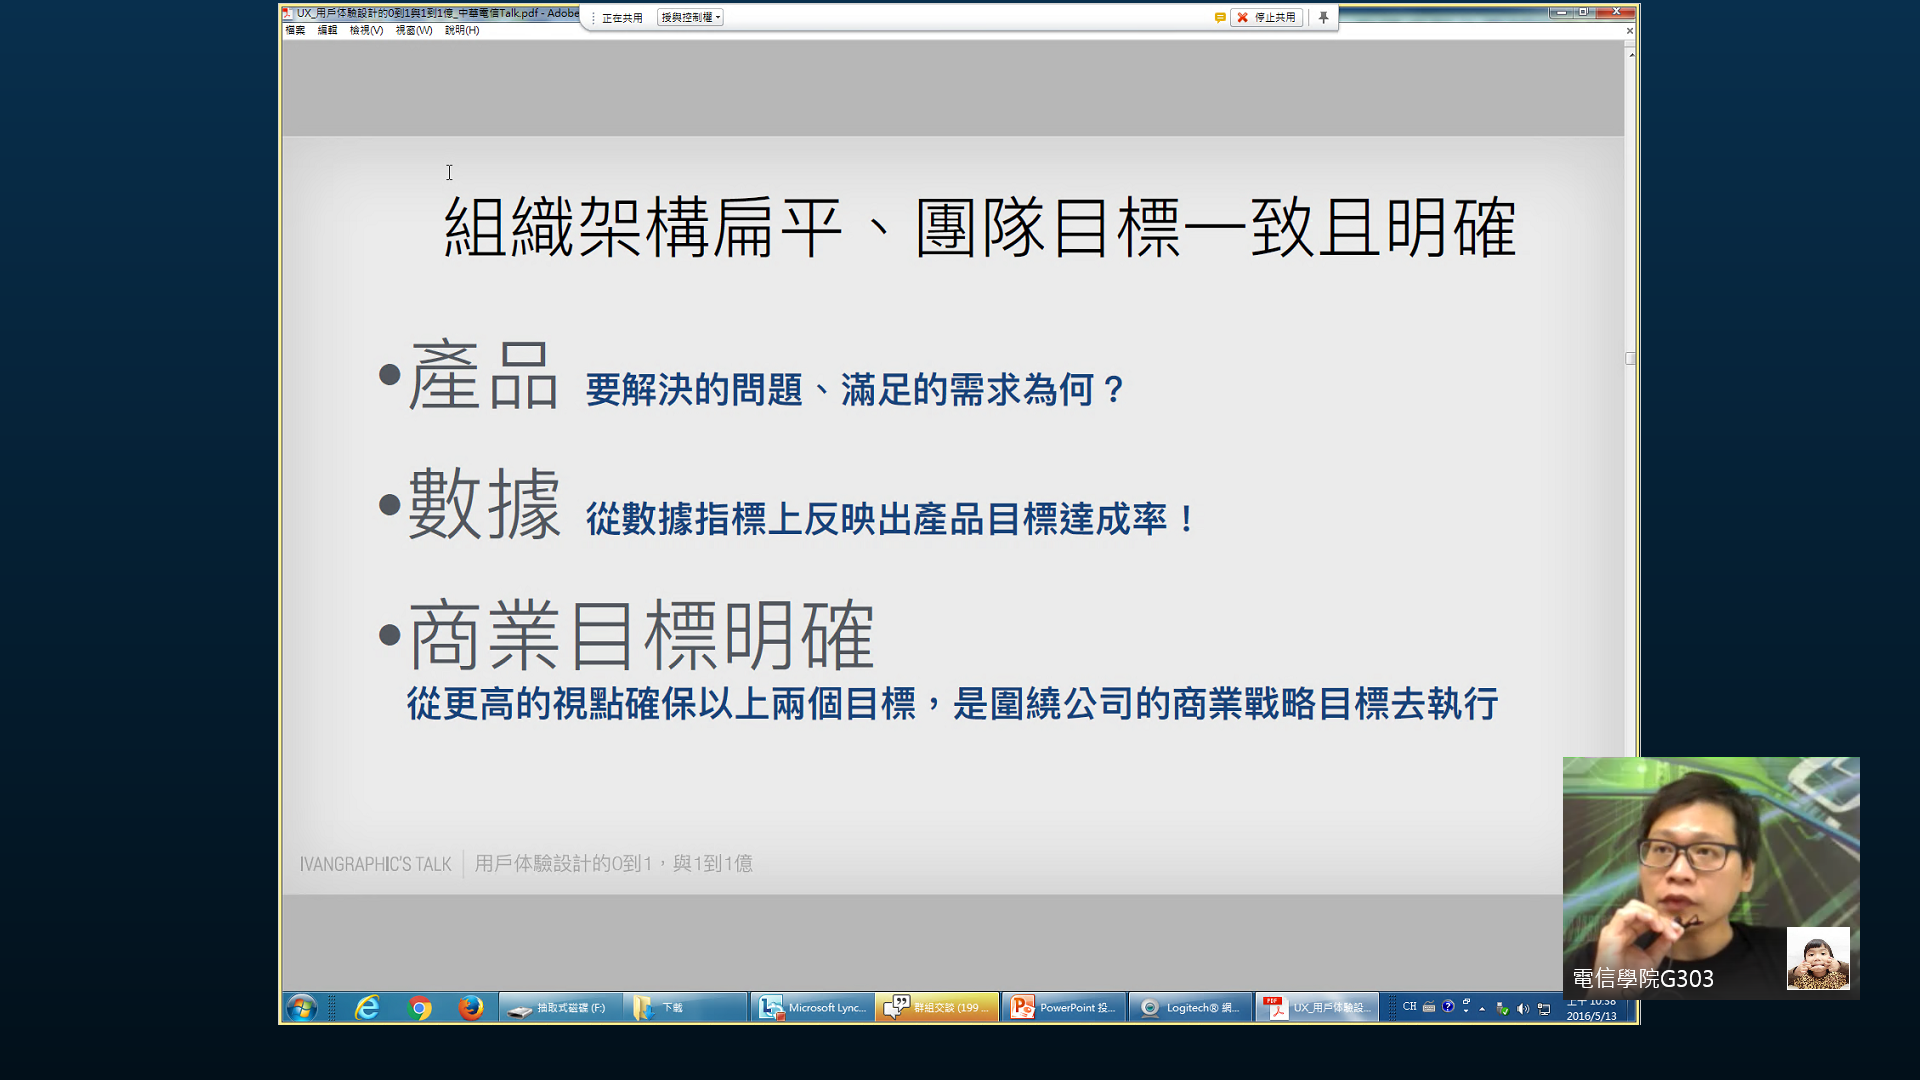 UX_用戶体驗設計的0到1與1到1億_中華電信Talk.pdf - Adobe
正在共用
授與控制權
停止共用
檔案 編輯 檢視(V) 視窗(W) 說明(H)
組織架構扁平、團隊目標一致且明確
•產品 要解決的問題、滿足的需求為何？
•數據 從數據指標上反映出產品目標達成率！
•商業目標明確
從更高的視點確保以上兩個目標，是圍繞公司的商業戰略目標去執行
IVANGRAPHIC'S TALK 用戶体驗設計的0到1，與1到1億
電信學院G303
抽取式磁碟 (F:)
下載
Microsoft Lync...
群組交談 (199 ...
PowerPoint 投...
Logitech® 網...
UX_用戶体驗設...
CH
上午 10:38
2016/5/13